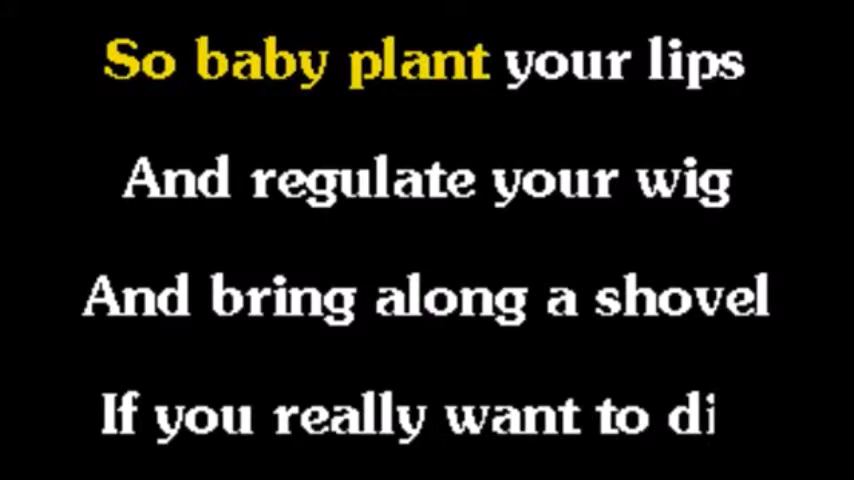 So baby plant your lips
And regulate your wig
And bring along a shovel
If you really want to di